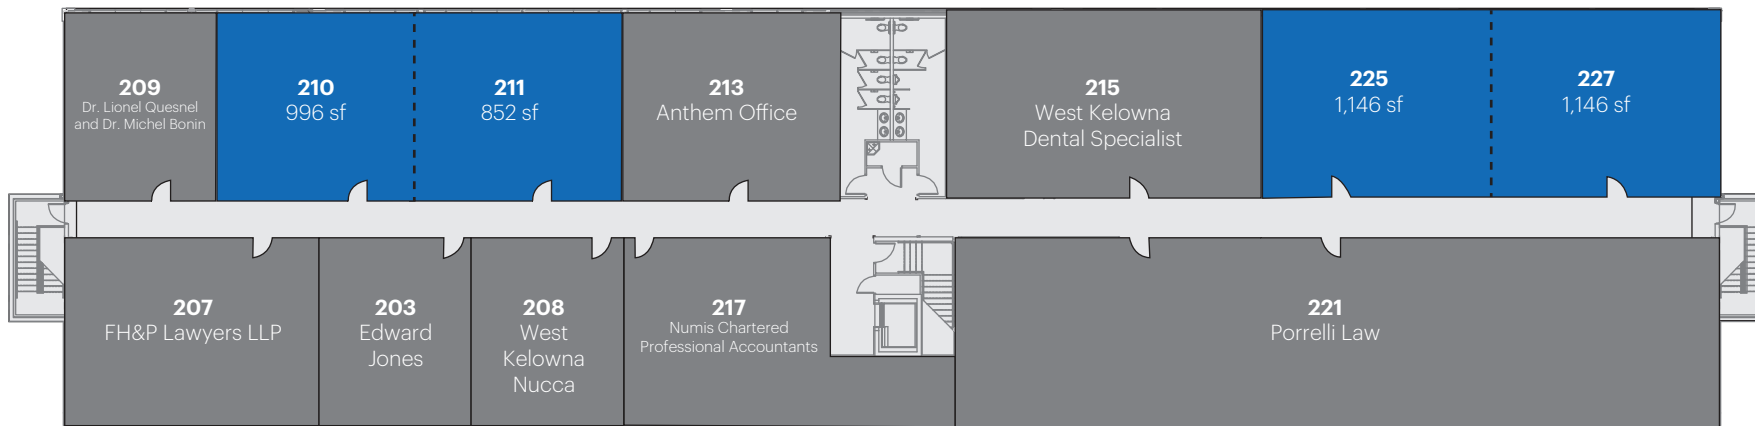 209
Dr. Lionel Quesnel
and Dr. Michel Bonin
210
996 sf
211
852 sf
213
Anthem Office
215
West Kelowna
Dental Specialist
225
1,146 sf
227
1,146 sf
207
FH&P Lawyers LLP
203
Edward
Jones
208
West
Kelowna
Nucca
217
Numis Chartered
Professional Accountants
221
Porrelli Law